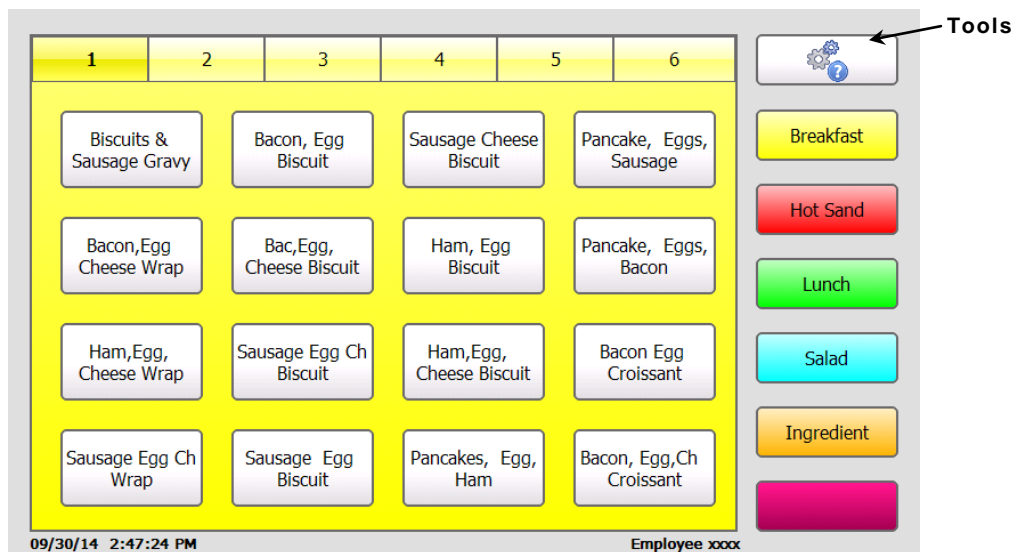 Tools
1 2 3 4 5 6
Biscuits &
Sausage Gravy
Bacon, Egg
Biscuit
Sausage Cheese
Biscuit
Pancake, Eggs,
Sausage
Breakfast
Hot Sand
Bacon,Egg
Cheese Wrap
Bac,Egg,
Cheese Biscuit
Ham, Egg
Biscuit
Pancake, Eggs,
Bacon
Lunch
Ham,Egg,
Cheese Wrap
Sausage Egg Ch
Biscuit
Ham,Egg,
Cheese Biscuit
Bacon Egg
Croissant
Salad
Ingredient
Sausage Egg Ch
Wrap
Sausage Egg
Biscuit
Pancakes, Egg,
Ham
Bacon, Egg,Ch
Croissant
09/30/14 2:47:24 PM
Employee xxxx